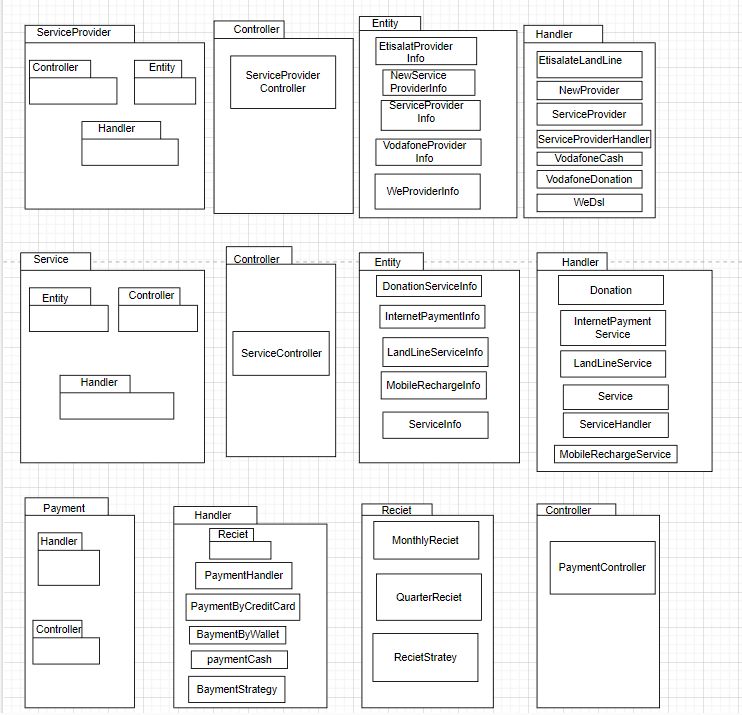 ServiceProvider
Controller
Entity
Handler
Controller
ServiceProvider
Controller
Entity
EtisalatProvider
Info
NewService
ProviderInfo
ServiceProvider
Info
VodafoneProvider
Info
WeProviderInfo
Handler
EtisalateLandLine
NewProvider
ServiceProvider
ServiceProviderHandler
VodafoneCash
VodafoneDonation
WeDsl
Service
Entity
Controller
Handler
Controller
ServiceController
Entity
DonationServiceInfo
InternetPaymentInfo
LandLineServiceInfo
MobileRechargeInfo
ServiceInfo
Handler
Donation
InternetPayment
Service
LandLineService
Service
ServiceHandler
MobileRechargeService
Payment
Handler
Controller
Handler
Reciet
PaymentHandler
PaymentByCreditCard
BaymentByWallet
paymentCash
BaymentStrategy
Reciet
MonthlyReciet
QuarterReciet
RecietStratey
Controller
PaymentController